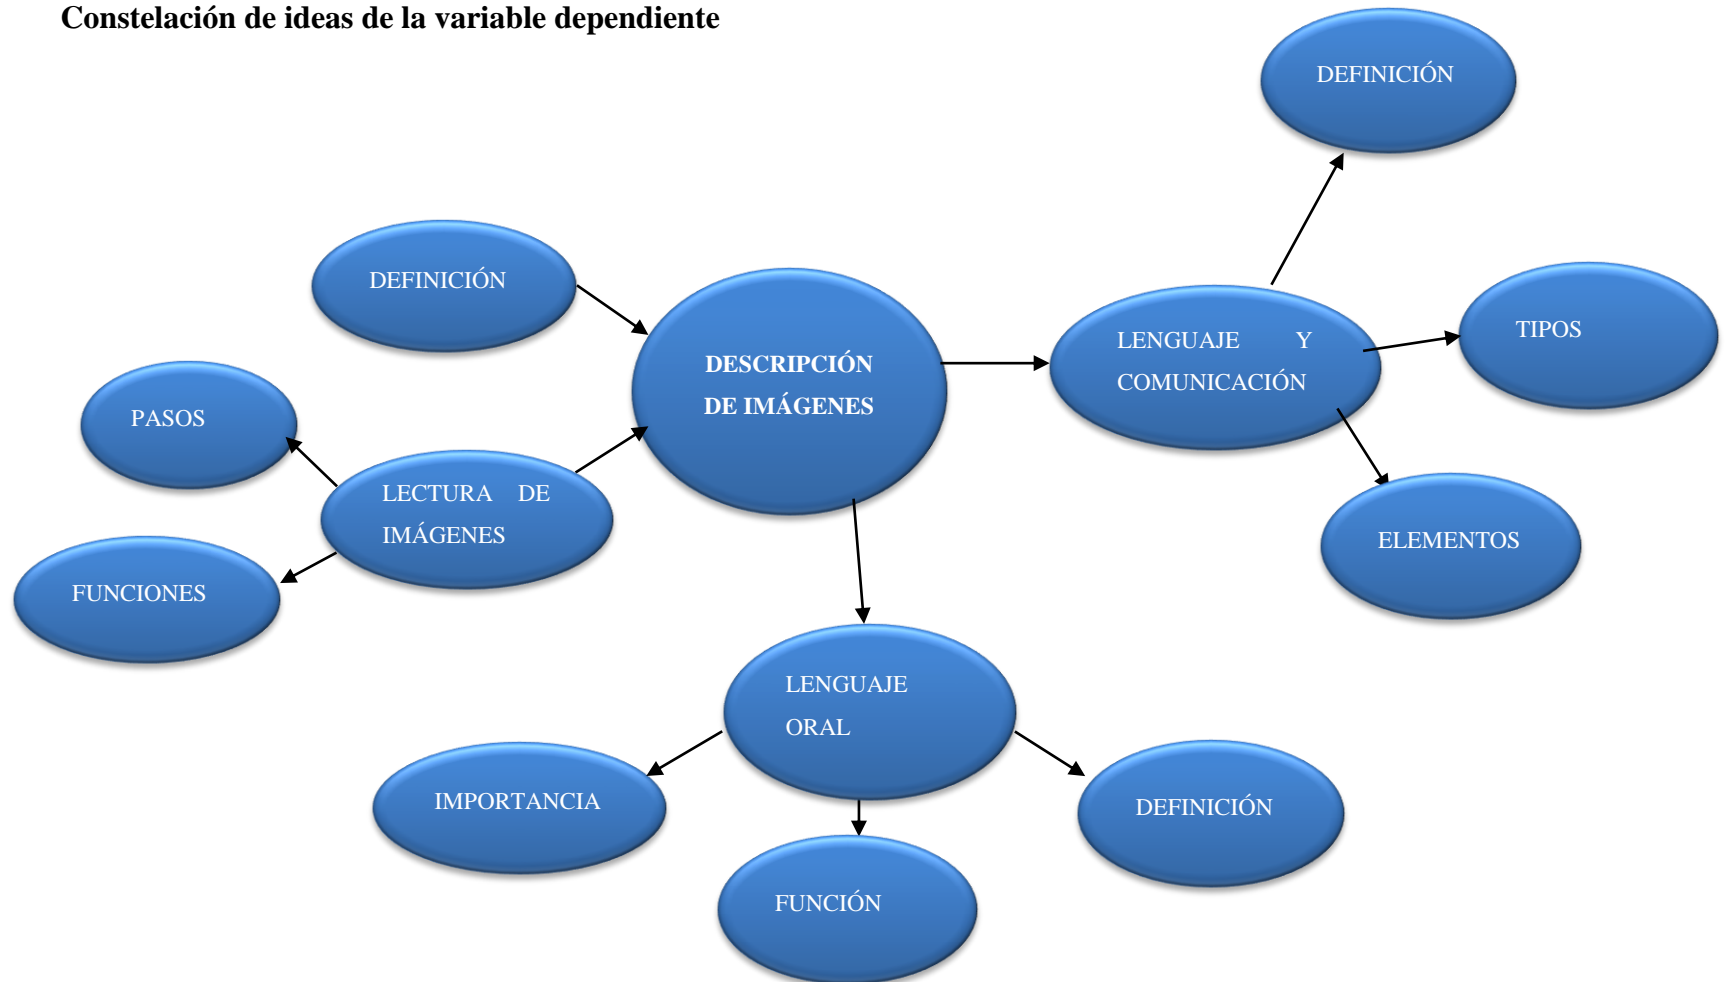 Constelación de ideas de la variable dependiente
DEFINICIÓN
DEFINICIÓN
DESCRIPCIÓN
DE IMÁGENES
LENGUAJE Y
COMUNICACIÓN
TIPOS
PASOS
LECTURA DE
IMÁGENES
ELEMENTOS
FUNCIONES
LENGUAJE
ORAL
IMPORTANCIA
DEFINICIÓN
FUNCIÓN